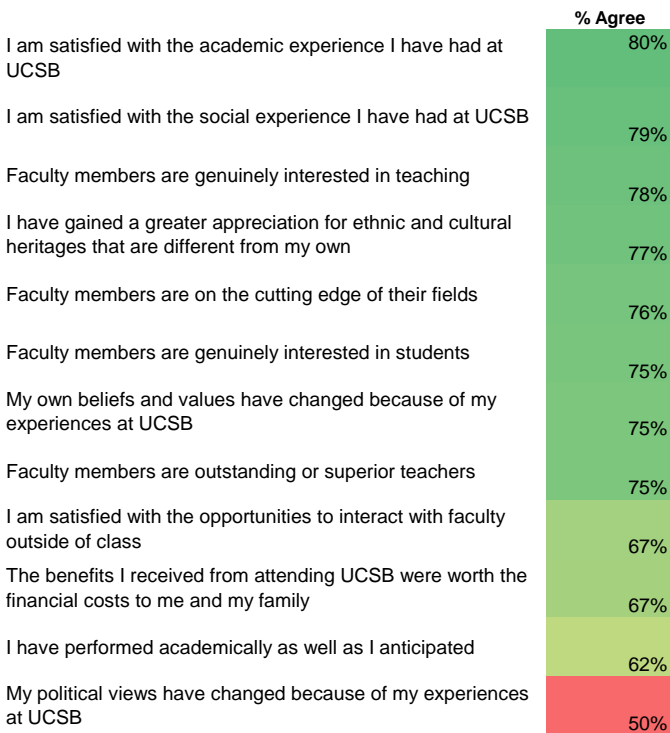 % Agree
I am satisfied with the academic experience I have had at
UCSB
80%
I am satisfied with the social experience I have had at UCSB
79%
Faculty members are genuinely interested in teaching
78%
I have gained a greater appreciation for ethnic and cultural
heritages that are different from my own
77%
Faculty members are on the cutting edge of their fields
76%
Faculty members are genuinely interested in students
75%
My own beliefs and values have changed because of my
experiences at UCSB
75%
Faculty members are outstanding or superior teachers
75%
I am satisfied with the opportunities to interact with faculty
outside of class
67%
The benefits I received from attending UCSB were worth the
financial costs to me and my family
67%
I have performed academically as well as I anticipated
62%
My political views have changed because of my experiences
at UCSB
50%